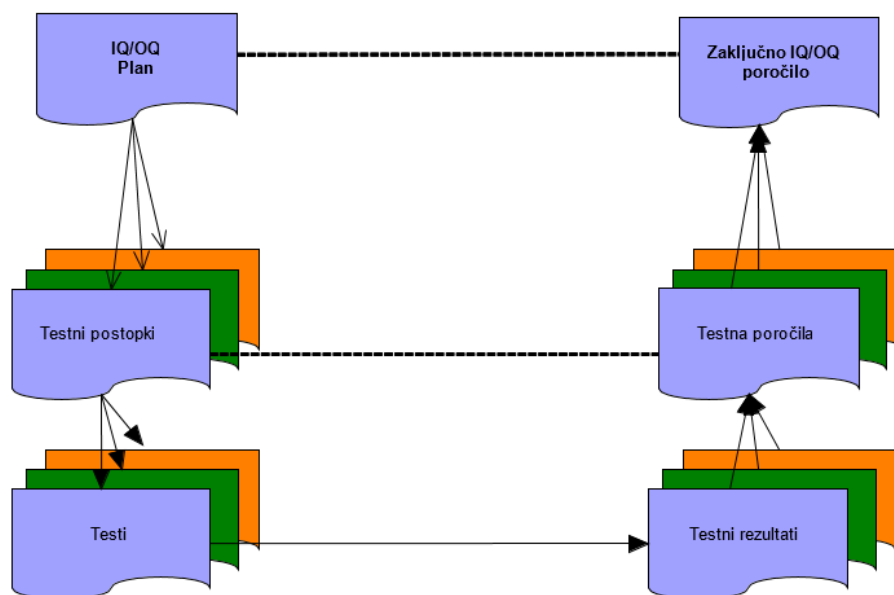 IQ/OQ
Plan
Zaključno IQ/OQ
poročilo
Testni postopki
Testna poročila
Testi
Testni rezultati